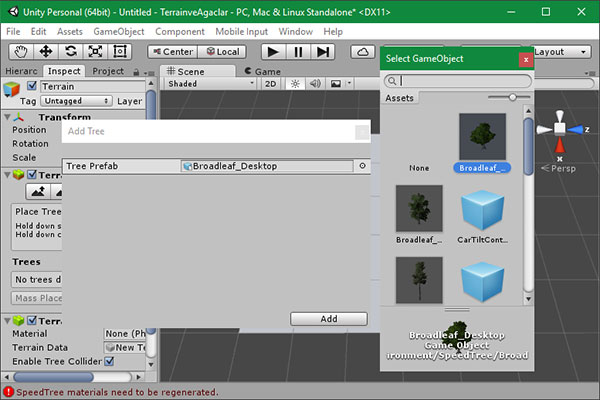 Unity Personal (64bit) - Untitled - TerrainveAgaclar - PC, Mac & Linux Standalone* <DX11>
File Edit Assets GameObject Component Mobile Input Window Help
Center Local Layout
Hierarc Inspect Project Scene Game
Terrain Shaded 2D
Tag Untagged Layer
Transform
Position
Rotation
Scale
Terra
Place Tree
Hold down s
Hold down c
Trees
No trees d
Mass Place
Terra
Material None (Ph
Terrain Data New Te
Enable Tree Collider
SpeedTree materials need to be regenerated.
Add Tree
Tree Prefab Broadleaf_Desktop
Add
Select GameObject x
Assets
None Broadleaf_...
Broadleaf_... CarTiltCont...
Broadleaf_Desktop
Game Object
ironment/SpeedTree/Broad
y
z
x
Persp